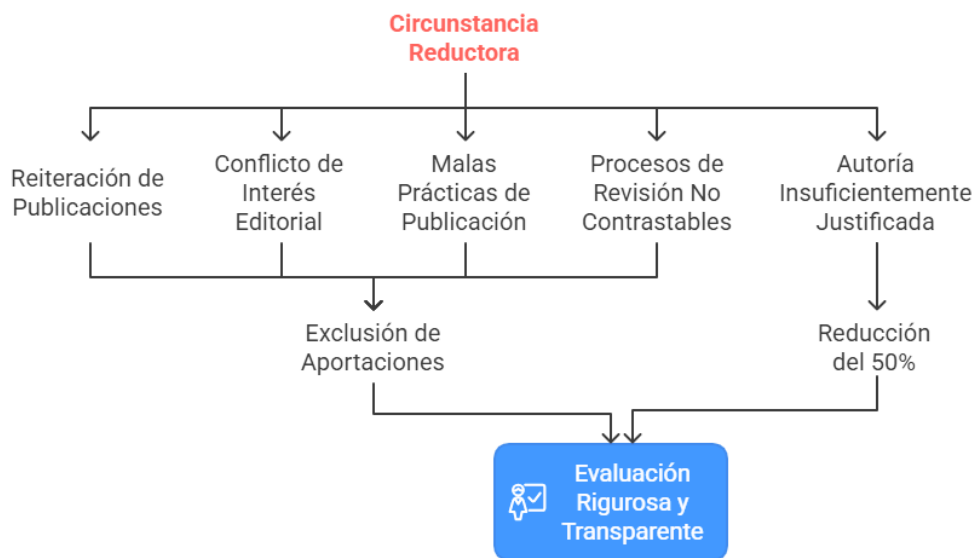 Circunstancia
Reductora
Reiteración de
Publicaciones
Conflicto de
Interés
Editorial
Malas
Prácticas de
Publicación
Procesos de
Revisión No
Contrastables
Autoría
Insuficientemente
Justificada
Exclusión de
Aportaciones
Reducción
del 50%
Evaluación
Rigurosa y
Transparente